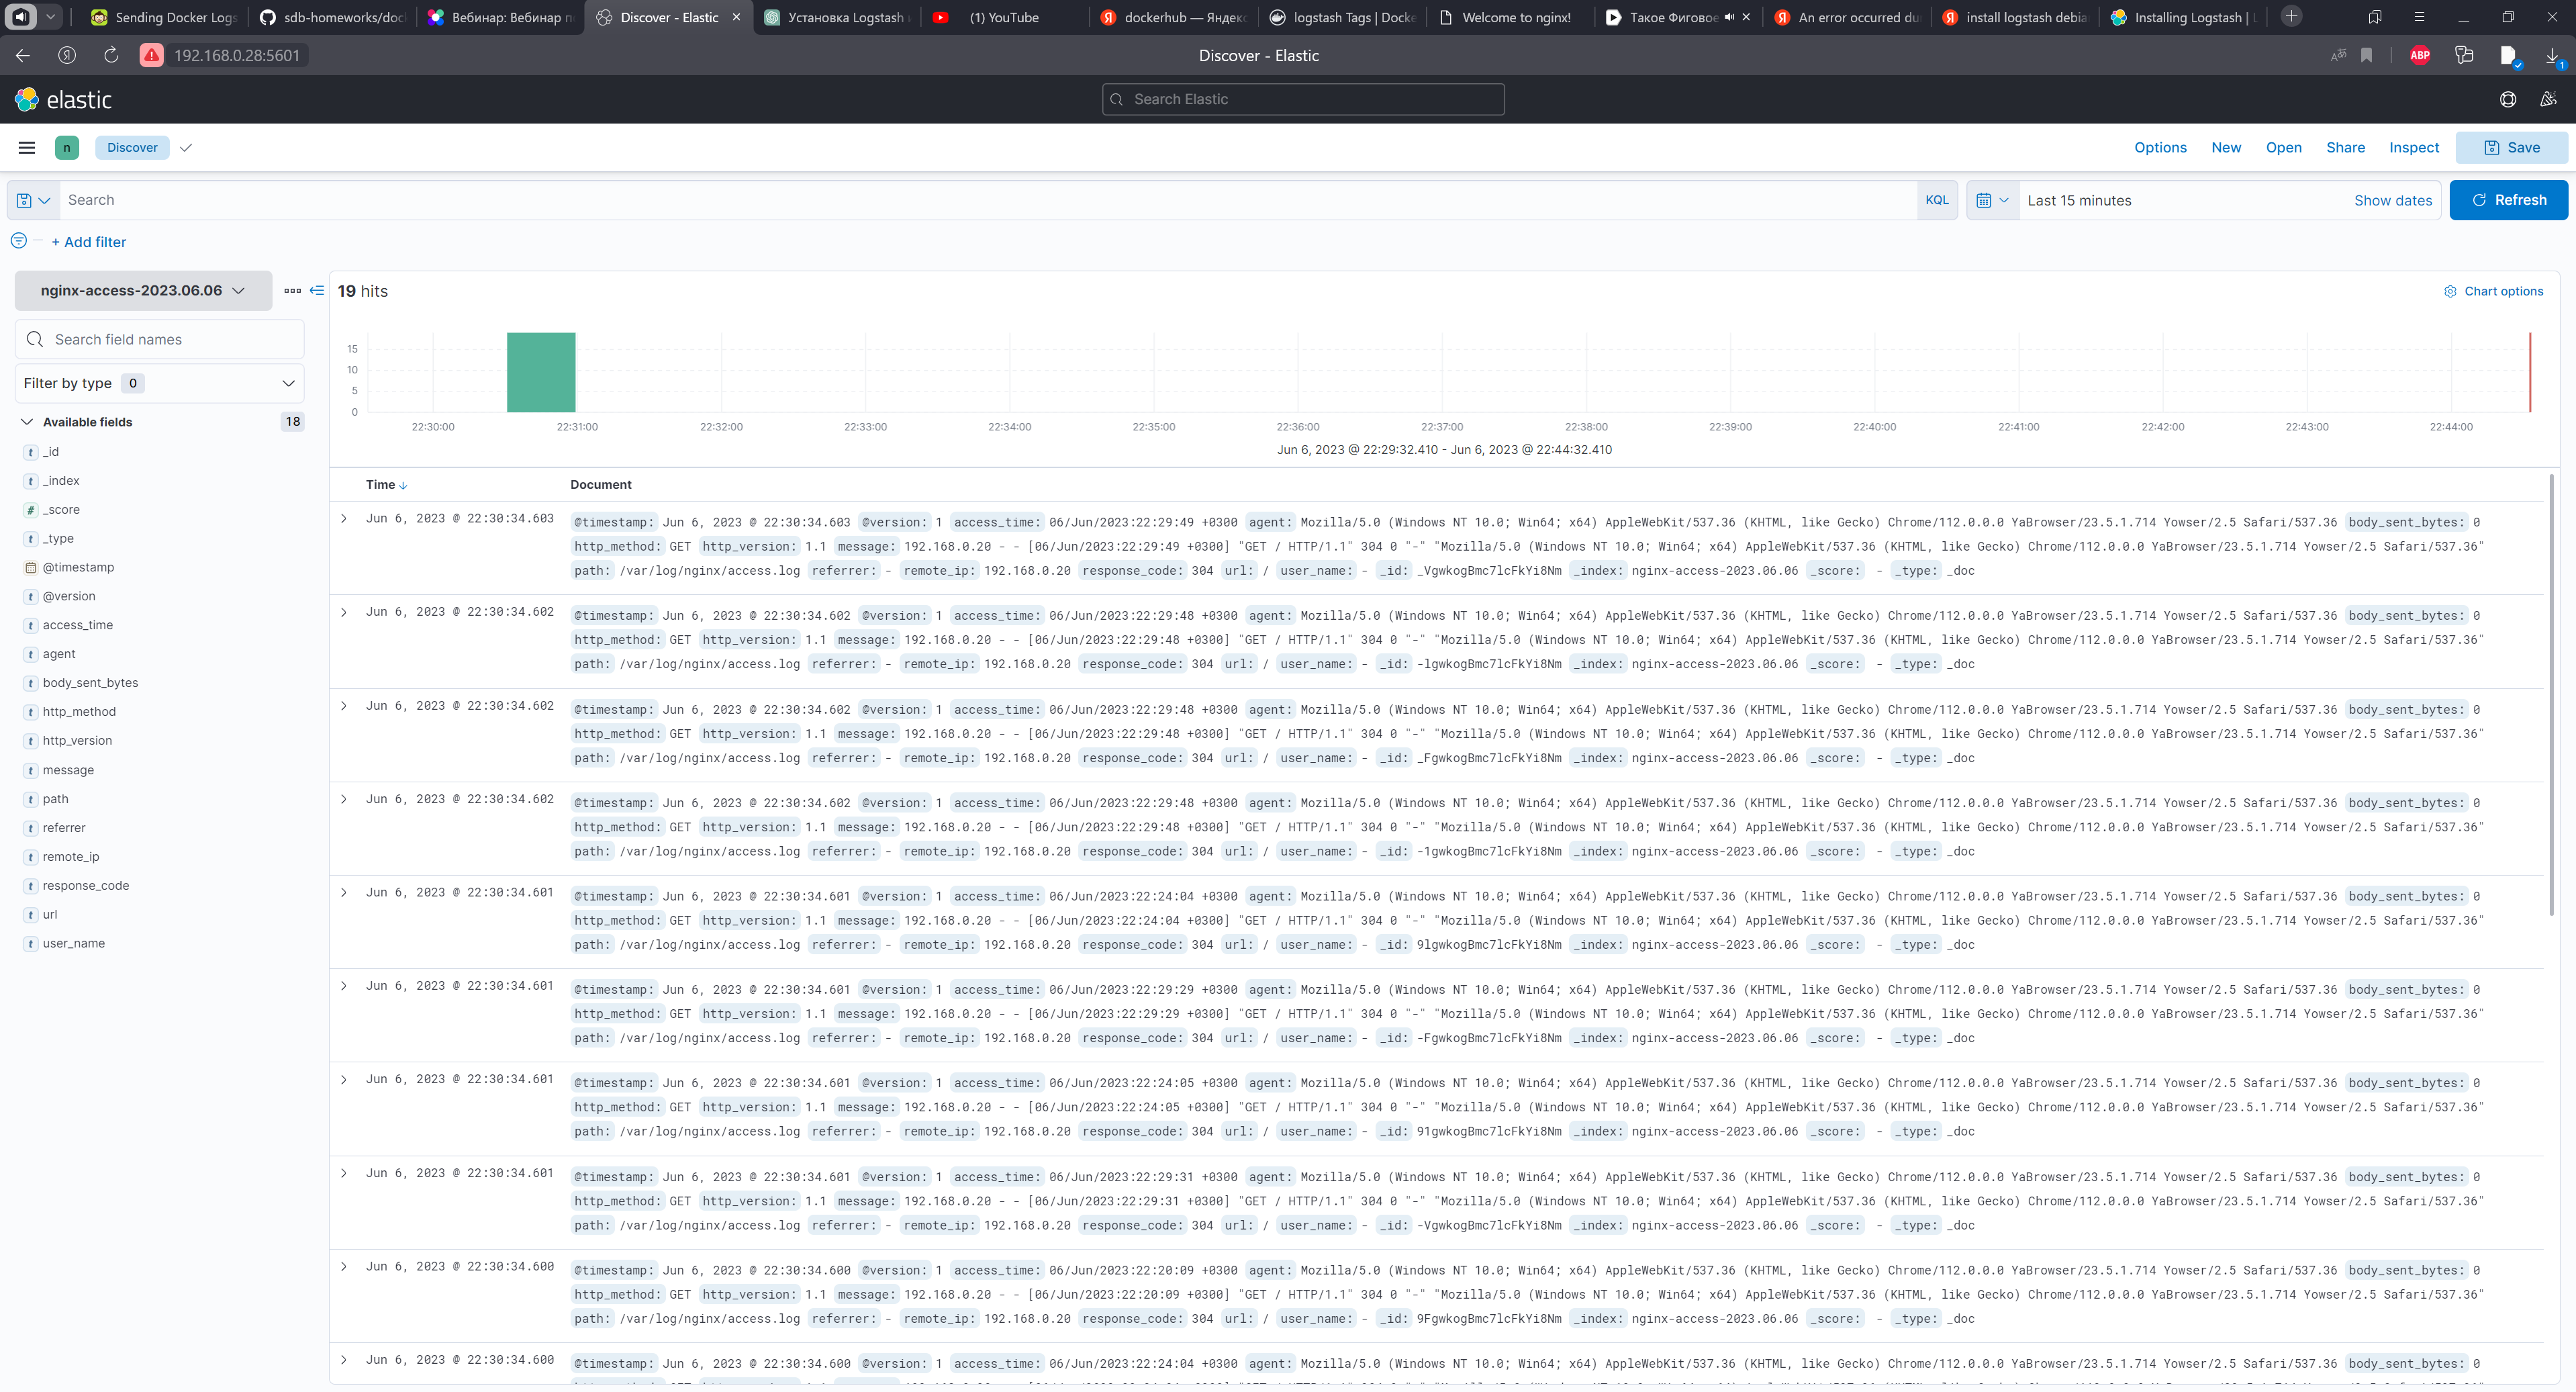 Sending Docker Logs
sdb-homeworks/doc
Вебинар: Вебинар п
Discover - Elastic
Установка Logstash
(1) YouTube
dockerhub — Яндекс
logstash Tags | Docke
Welcome to nginx!
Такое Фиговое
An error occurred du
install logstash debia
Installing Logstash | L
192.168.0.28:5601
Discover - Elastic
ABP
1
elastic
Search Elastic
n Discover
Options New Open Share Inspect Save
Search KQL Last 15 minutes Show dates Refresh
+ Add filter
nginx-access-2023.06.06
Search field names
Filter by type 0
Available fields 18
t _id
t _index
# _score
t _type
@timestamp
t @version
t access_time
t agent
t body_sent_bytes
t http_method
t http_version
t message
t path
t referrer
t remote_ip
t response_code
t url
t user_name
19 hits
Chart options
15
10
5
0
22:30:00 22:31:00 22:32:00 22:33:00 22:34:00 22:35:00 22:36:00 22:37:00 22:38:00 22:39:00 22:40:00 22:41:00 22:42:00 22:43:00 22:44:00
Jun 6, 2023 @ 22:29:32.410 - Jun 6, 2023 @ 22:44:32.410
Time Document
Jun 6, 2023 @ 22:30:34.603 @timestamp: Jun 6, 2023 @ 22:30:34.603 @version: 1 access_time: 06/Jun/2023:22:29:49 +0300 agent: Mozilla/5.0 (Windows NT 10.0; Win64; x64) AppleWebKit/537.36 (KHTML, like Gecko) Chrome/112.0.0.0 YaBrowser/23.5.1.714 Yowser/2.5 Safari/537.36 body_sent_bytes: 0
http_method: GET http_version: 1.1 message: 192.168.0.20 - - [06/Jun/2023:22:29:49 +0300] "GET / HTTP/1.1" 304 0 "-" "Mozilla/5.0 (Windows NT 10.0; Win64; x64) AppleWebKit/537.36 (KHTML, like Gecko) Chrome/112.0.0.0 YaBrowser/23.5.1.714 Yowser/2.5 Safari/537.36"
path: /var/log/nginx/access.log referrer: - remote_ip: 192.168.0.20 response_code: 304 url: / user_name: - _id: _VgwkogBmc7lcFkYi8Nm _index: nginx-access-2023.06.06 _score: - _type: _doc
Jun 6, 2023 @ 22:30:34.602 @timestamp: Jun 6, 2023 @ 22:30:34.602 @version: 1 access_time: 06/Jun/2023:22:29:48 +0300 agent: Mozilla/5.0 (Windows NT 10.0; Win64; x64) AppleWebKit/537.36 (KHTML, like Gecko) Chrome/112.0.0.0 YaBrowser/23.5.1.714 Yowser/2.5 Safari/537.36 body_sent_bytes: 0
http_method: GET http_version: 1.1 message: 192.168.0.20 - - [06/Jun/2023:22:29:48 +0300] "GET / HTTP/1.1" 304 0 "-" "Mozilla/5.0 (Windows NT 10.0; Win64; x64) AppleWebKit/537.36 (KHTML, like Gecko) Chrome/112.0.0.0 YaBrowser/23.5.1.714 Yowser/2.5 Safari/537.36"
path: /var/log/nginx/access.log referrer: - remote_ip: 192.168.0.20 response_code: 304 url: / user_name: - _id: -lgwkogBmc7lcFkYi8Nm _index: nginx-access-2023.06.06 _score: - _type: _doc
Jun 6, 2023 @ 22:30:34.602 @timestamp: Jun 6, 2023 @ 22:30:34.602 @version: 1 access_time: 06/Jun/2023:22:29:48 +0300 agent: Mozilla/5.0 (Windows NT 10.0; Win64; x64) AppleWebKit/537.36 (KHTML, like Gecko) Chrome/112.0.0.0 YaBrowser/23.5.1.714 Yowser/2.5 Safari/537.36 body_sent_bytes: 0
http_method: GET http_version: 1.1 message: 192.168.0.20 - - [06/Jun/2023:22:29:48 +0300] "GET / HTTP/1.1" 304 0 "-" "Mozilla/5.0 (Windows NT 10.0; Win64; x64) AppleWebKit/537.36 (KHTML, like Gecko) Chrome/112.0.0.0 YaBrowser/23.5.1.714 Yowser/2.5 Safari/537.36"
path: /var/log/nginx/access.log referrer: - remote_ip: 192.168.0.20 response_code: 304 url: / user_name: - _id: _FgwkogBmc7lcFkYi8Nm _index: nginx-access-2023.06.06 _score: - _type: _doc
Jun 6, 2023 @ 22:30:34.602 @timestamp: Jun 6, 2023 @ 22:30:34.602 @version: 1 access_time: 06/Jun/2023:22:29:48 +0300 agent: Mozilla/5.0 (Windows NT 10.0; Win64; x64) AppleWebKit/537.36 (KHTML, like Gecko) Chrome/112.0.0.0 YaBrowser/23.5.1.714 Yowser/2.5 Safari/537.36 body_sent_bytes: 0
http_method: GET http_version: 1.1 message: 192.168.0.20 - - [06/Jun/2023:22:29:48 +0300] "GET / HTTP/1.1" 304 0 "-" "Mozilla/5.0 (Windows NT 10.0; Win64; x64) AppleWebKit/537.36 (KHTML, like Gecko) Chrome/112.0.0.0 YaBrowser/23.5.1.714 Yowser/2.5 Safari/537.36"
path: /var/log/nginx/access.log referrer: - remote_ip: 192.168.0.20 response_code: 304 url: / user_name: - _id: -1gwkogBmc7lcFkYi8Nm _index: nginx-access-2023.06.06 _score: - _type: _doc
Jun 6, 2023 @ 22:30:34.601 @timestamp: Jun 6, 2023 @ 22:30:34.601 @version: 1 access_time: 06/Jun/2023:22:24:04 +0300 agent: Mozilla/5.0 (Windows NT 10.0; Win64; x64) AppleWebKit/537.36 (KHTML, like Gecko) Chrome/112.0.0.0 YaBrowser/23.5.1.714 Yowser/2.5 Safari/537.36 body_sent_bytes: 0
http_method: GET http_version: 1.1 message: 192.168.0.20 - - [06/Jun/2023:22:24:04 +0300] "GET / HTTP/1.1" 304 0 "-" "Mozilla/5.0 (Windows NT 10.0; Win64; x64) AppleWebKit/537.36 (KHTML, like Gecko) Chrome/112.0.0.0 YaBrowser/23.5.1.714 Yowser/2.5 Safari/537.36"
path: /var/log/nginx/access.log referrer: - remote_ip: 192.168.0.20 response_code: 304 url: / user_name: - _id: 9lgwkogBmc7lcFkYi8Nm _index: nginx-access-2023.06.06 _score: - _type: _doc
Jun 6, 2023 @ 22:30:34.601 @timestamp: Jun 6, 2023 @ 22:30:34.601 @version: 1 access_time: 06/Jun/2023:22:29:29 +0300 agent: Mozilla/5.0 (Windows NT 10.0; Win64; x64) AppleWebKit/537.36 (KHTML, like Gecko) Chrome/112.0.0.0 YaBrowser/23.5.1.714 Yowser/2.5 Safari/537.36 body_sent_bytes: 0
http_method: GET http_version: 1.1 message: 192.168.0.20 - - [06/Jun/2023:22:29:29 +0300] "GET / HTTP/1.1" 304 0 "-" "Mozilla/5.0 (Windows NT 10.0; Win64; x64) AppleWebKit/537.36 (KHTML, like Gecko) Chrome/112.0.0.0 YaBrowser/23.5.1.714 Yowser/2.5 Safari/537.36"
path: /var/log/nginx/access.log referrer: - remote_ip: 192.168.0.20 response_code: 304 url: / user_name: - _id: -FgwkogBmc7lcFkYi8Nm _index: nginx-access-2023.06.06 _score: - _type: _doc
Jun 6, 2023 @ 22:30:34.601 @timestamp: Jun 6, 2023 @ 22:30:34.601 @version: 1 access_time: 06/Jun/2023:22:24:05 +0300 agent: Mozilla/5.0 (Windows NT 10.0; Win64; x64) AppleWebKit/537.36 (KHTML, like Gecko) Chrome/112.0.0.0 YaBrowser/23.5.1.714 Yowser/2.5 Safari/537.36 body_sent_bytes: 0
http_method: GET http_version: 1.1 message: 192.168.0.20 - - [06/Jun/2023:22:24:05 +0300] "GET / HTTP/1.1" 304 0 "-" "Mozilla/5.0 (Windows NT 10.0; Win64; x64) AppleWebKit/537.36 (KHTML, like Gecko) Chrome/112.0.0.0 YaBrowser/23.5.1.714 Yowser/2.5 Safari/537.36"
path: /var/log/nginx/access.log referrer: - remote_ip: 192.168.0.20 response_code: 304 url: / user_name: - _id: 91gwkogBmc7lcFkYi8Nm _index: nginx-access-2023.06.06 _score: - _type: _doc
Jun 6, 2023 @ 22:30:34.601 @timestamp: Jun 6, 2023 @ 22:30:34.601 @version: 1 access_time: 06/Jun/2023:22:29:31 +0300 agent: Mozilla/5.0 (Windows NT 10.0; Win64; x64) AppleWebKit/537.36 (KHTML, like Gecko) Chrome/112.0.0.0 YaBrowser/23.5.1.714 Yowser/2.5 Safari/537.36 body_sent_bytes: 0
http_method: GET http_version: 1.1 message: 192.168.0.20 - - [06/Jun/2023:22:29:31 +0300] "GET / HTTP/1.1" 304 0 "-" "Mozilla/5.0 (Windows NT 10.0; Win64; x64) AppleWebKit/537.36 (KHTML, like Gecko) Chrome/112.0.0.0 YaBrowser/23.5.1.714 Yowser/2.5 Safari/537.36"
path: /var/log/nginx/access.log referrer: - remote_ip: 192.168.0.20 response_code: 304 url: / user_name: - _id: -VgwkogBmc7lcFkYi8Nm _index: nginx-access-2023.06.06 _score: - _type: _doc
Jun 6, 2023 @ 22:30:34.600 @timestamp: Jun 6, 2023 @ 22:30:34.600 @version: 1 access_time: 06/Jun/2023:22:20:09 +0300 agent: Mozilla/5.0 (Windows NT 10.0; Win64; x64) AppleWebKit/537.36 (KHTML, like Gecko) Chrome/112.0.0.0 YaBrowser/23.5.1.714 Yowser/2.5 Safari/537.36 body_sent_bytes: 0
http_method: GET http_version: 1.1 message: 192.168.0.20 - - [06/Jun/2023:22:20:09 +0300] "GET / HTTP/1.1" 304 0 "-" "Mozilla/5.0 (Windows NT 10.0; Win64; x64) AppleWebKit/537.36 (KHTML, like Gecko) Chrome/112.0.0.0 YaBrowser/23.5.1.714 Yowser/2.5 Safari/537.36"
path: /var/log/nginx/access.log referrer: - remote_ip: 192.168.0.20 response_code: 304 url: / user_name: - _id: 9FgwkogBmc7lcFkYi8Nm _index: nginx-access-2023.06.06 _score: - _type: _doc
Jun 6, 2023 @ 22:30:34.600 @timestamp: Jun 6, 2023 @ 22:30:34.600 @version: 1 access_time: 06/Jun/2023:22:24:04 +0300 agent: Mozilla/5.0 (Windows NT 10.0; Win64; x64) AppleWebKit/537.36 (KHTML, like Gecko) Chrome/112.0.0.0 YaBrowser/23.5.1.714 Yowser/2.5 Safari/537.36 body_sent_bytes: 0